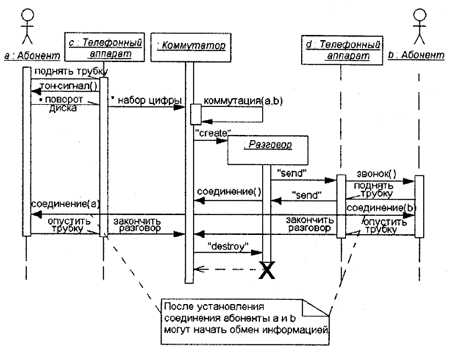 a : Абонент
c : Телефонный
аппарат
: Коммутатор
d : Телефонный
аппарат
b : Абонент
поднять трубку
тон-сигнал()
* поворот
диска
* набор цифры
коммутация(a,b)
"create"
: Разговор
"send"
звонок()
соединение()
"send"
поднять
трубку
соединение(a)
соединение(b)
опустить
трубку
закончить
разговор
закончить
разговор
опустить
трубку
"destroy"
X
После установления
соединения абоненты a и b
могут начать обмен информацией